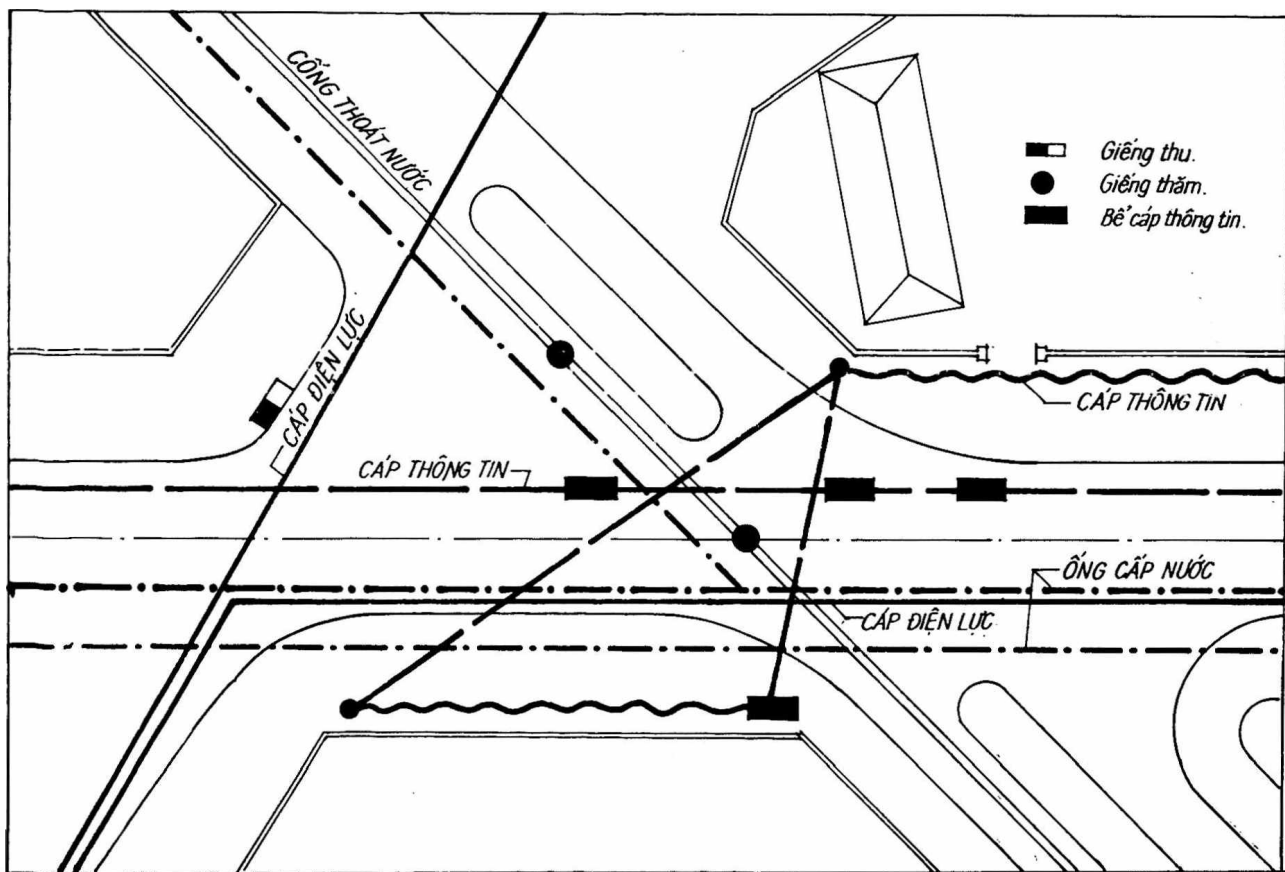 CỐNG THOÁT NƯỚC
Giếng thu.
Giếng thăm.
Bể cáp thông tin.
CÁP ĐIỆN LỰC
CÁP THÔNG TIN
CÁP THÔNG TIN
ỐNG CẤP NƯỚC
CÁP ĐIỆN LỰC